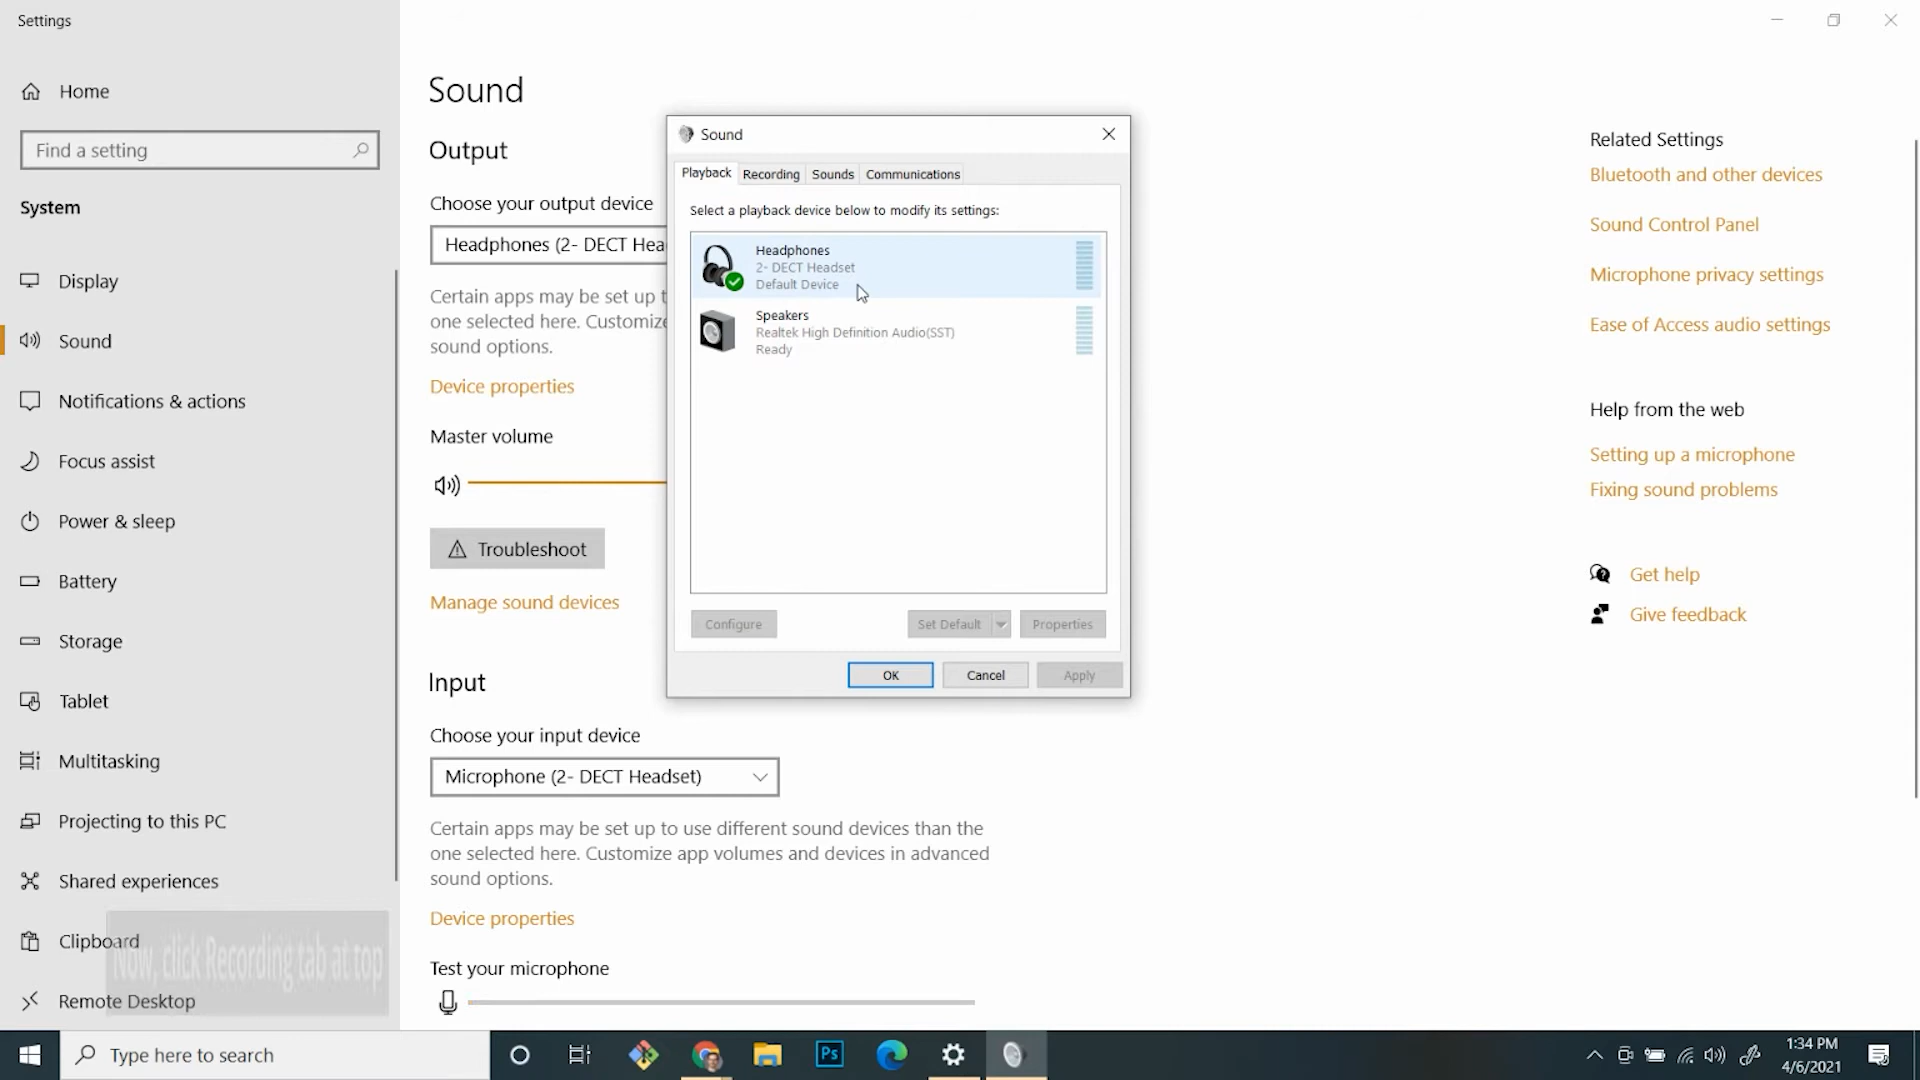 Settings
Home
Find a setting
System
Display
Sound
Notifications & actions
Focus assist
Power & sleep
Battery
Storage
Tablet
Multitasking
Projecting to this PC
Shared experiences
Clipboard
Now, click Recording tab at top
Remote Desktop
Sound
Output
Choose your output device
Headphones (2- DECT Hea
Certain apps may be set up t
one selected here. Customize
sound options.
Device properties
Master volume
Troubleshoot
Manage sound devices
Input
Choose your input device
Microphone (2- DECT Headset)
Certain apps may be set up to use different sound devices than the
one selected here. Customize app volumes and devices in advanced
sound options.
Device properties
Test your microphone
Sound
Playback Recording Sounds Communications
Select a playback device below to modify its settings:
Headphones
2- DECT Headset
Default Device
Speakers
Realtek High Definition Audio(SST)
Ready
Configure Set Default Properties
OK Cancel Apply
Related Settings
Bluetooth and other devices
Sound Control Panel
Microphone privacy settings
Ease of Access audio settings
Help from the web
Setting up a microphone
Fixing sound problems
Get help
Give feedback
Type here to search
Ps
1:34 PM
4/6/2021